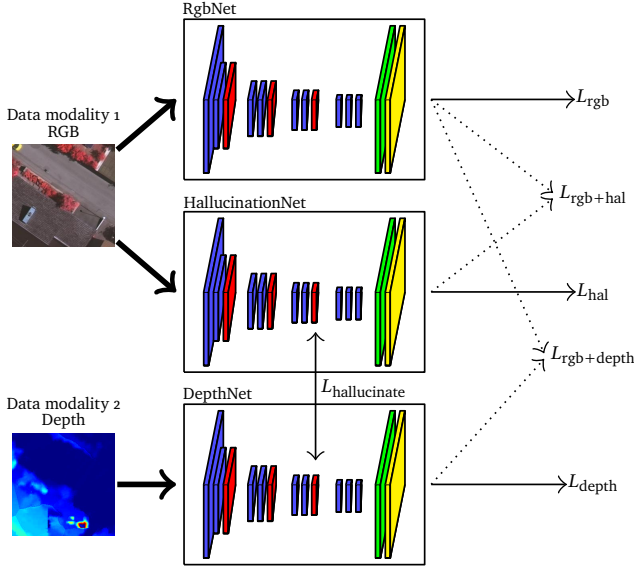 RgbNet
Data modality 1
RGB
L_rgb
L_rgb+hal
HallucinationNet
L_hal
L_rgb+depth
L_hallucinate
DepthNet
Data modality 2
Depth
L_depth